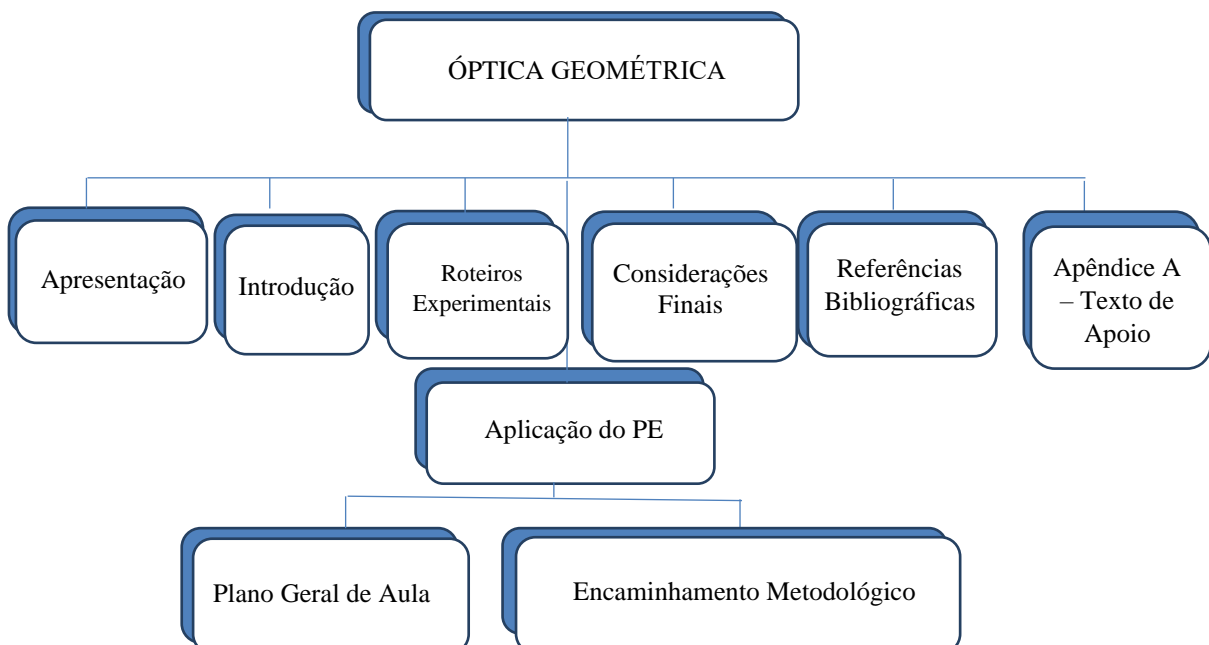 ÓPTICA GEOMÉTRICA
Apresentação
Introdução
Roteiros
Experimentais
Considerações
Finais
Referências
Bibliográficas
Apêndice A
– Texto de
Apoio
Aplicação do PE
Plano Geral de Aula
Encaminhamento Metodológico